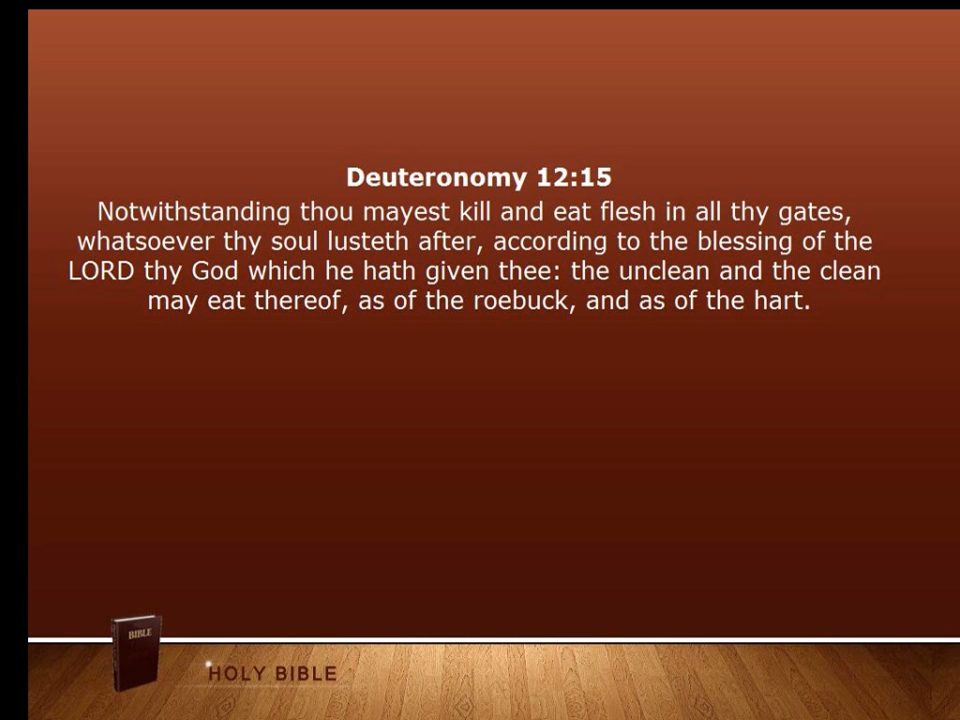 Deuteronomy 12:15
Notwithstanding thou mayest kill and eat flesh in all thy gates,
whatsoever thy soul lusteth after, according to the blessing of the
LORD thy God which he hath given thee: the unclean and the clean
may eat thereof, as of the roebuck, and as of the hart.
BIBLE
HOLY BIBLE